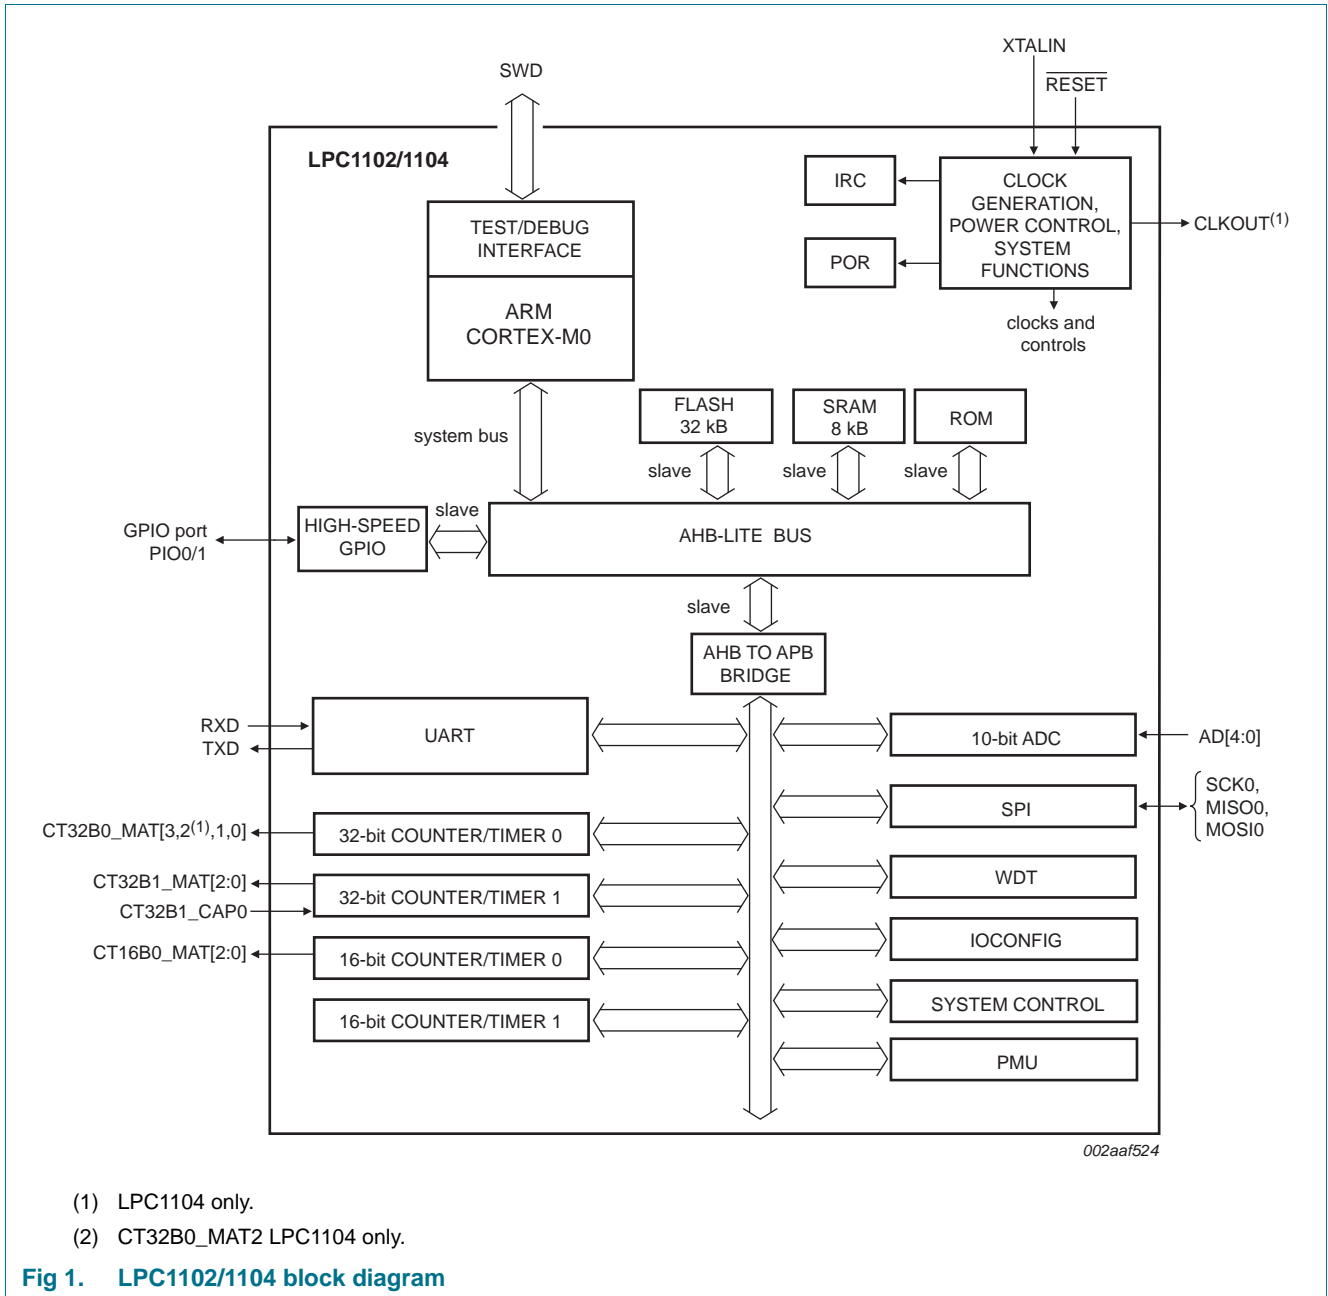 XTALIN
SWD
RESET
LPC1102/1104
IRC
CLOCK
GENERATION,
POWER CONTROL,
SYSTEM
FUNCTIONS
CLKOUT(1)
TEST/DEBUG
INTERFACE
POR
ARM
CORTEX-M0
clocks and
controls
FLASH
32 kB
SRAM
8 kB
ROM
system bus
slave
slave
slave
slave
GPIO port
PIO0/1
HIGH-SPEED
GPIO
AHB-LITE BUS
slave
AHB TO APB
BRIDGE
RXD
TXD
UART
10-bit ADC
AD[4:0]
SPI
SCK0,
MISO0,
MOSI0
CT32B0_MAT[3,2(1),1,0]
32-bit COUNTER/TIMER 0
CT32B1_MAT[2:0]
CT32B1_CAP0
32-bit COUNTER/TIMER 1
WDT
CT16B0_MAT[2:0]
16-bit COUNTER/TIMER 0
IOCONFIG
16-bit COUNTER/TIMER 1
SYSTEM CONTROL
PMU
002aaf524
(1) LPC1104 only.
(2) CT32B0_MAT2 LPC1104 only.
Fig 1. LPC1102/1104 block diagram